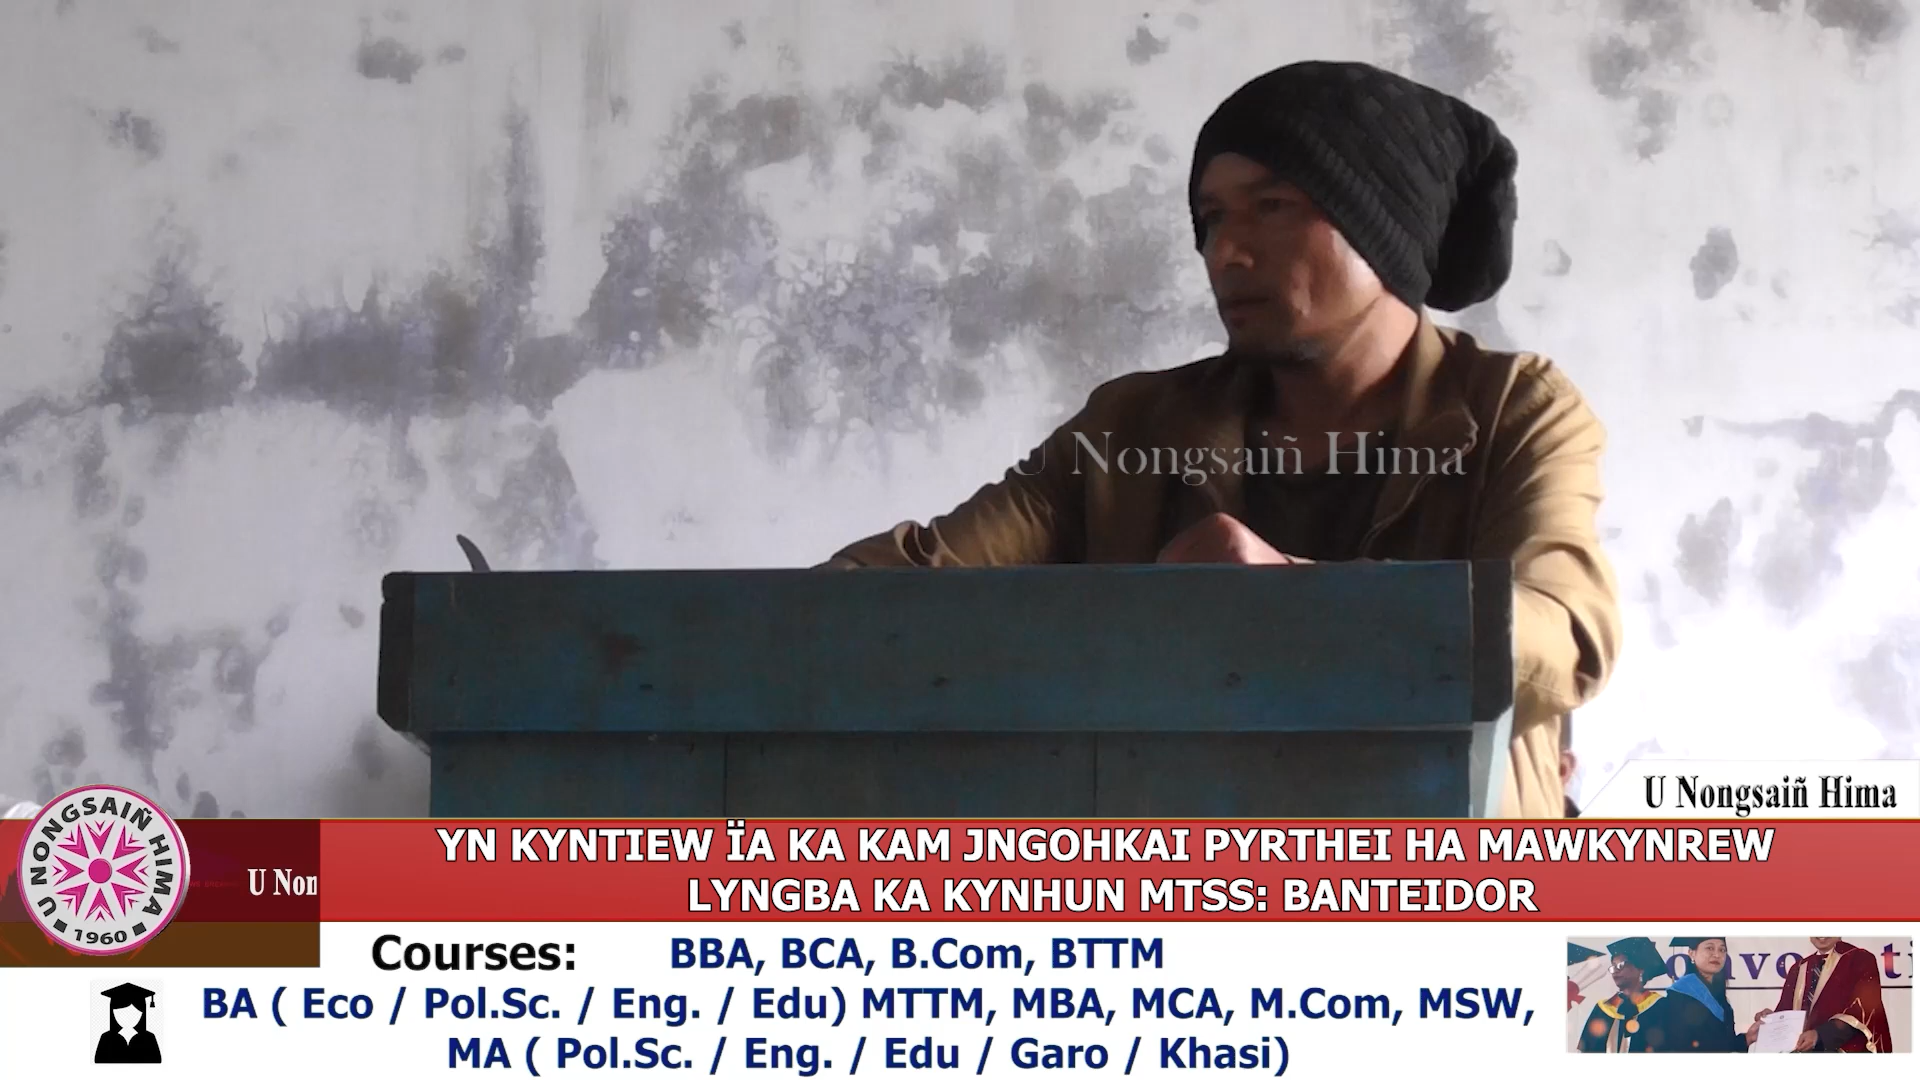 U Nongsaiñ Hima
U Nongsaiñ Hima
U NONGSAIÑ HIMA
1960
U Non
YN KYNTIEW ÏA KA KAM JNGOHKAI PYRTHEI HA MAWKYNREW
LYNGBA KA KYNHUN MTSS: BANTEIDOR
Courses: BBA, BCA, B.Com, BTTM
BA ( Eco / Pol.Sc. / Eng. / Edu) MTTM, MBA, MCA, M.Com, MSW,
MA ( Pol.Sc. / Eng. / Edu / Garo / Khasi)